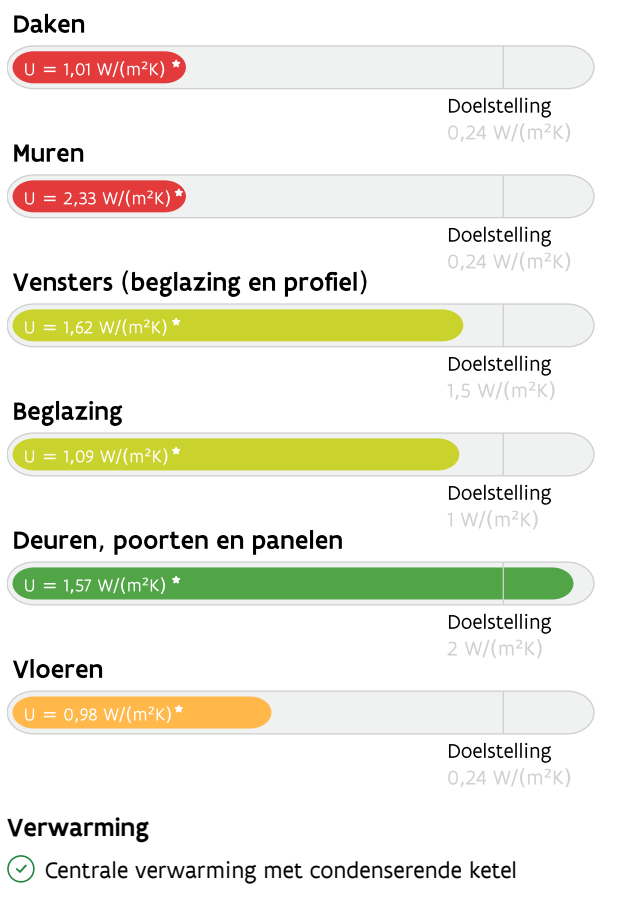 Daken
U = 1,01 W/(m²K) *
Doelstelling
0,24 W/(m²K)
Muren
U = 2,33 W/(m²K) *
Doelstelling
0,24 W/(m²K)
Vensters (beglazing en profiel)
U = 1,62 W/(m²K) *
Doelstelling
1,5 W/(m²K)
Beglazing
U = 1,09 W/(m²K) *
Doelstelling
1 W/(m²K)
Deuren, poorten en panelen
U = 1,57 W/(m²K) *
Doelstelling
2 W/(m²K)
Vloeren
U = 0,98 W/(m²K) *
Doelstelling
0,24 W/(m²K)
Verwarming
Centrale verwarming met condenserende ketel